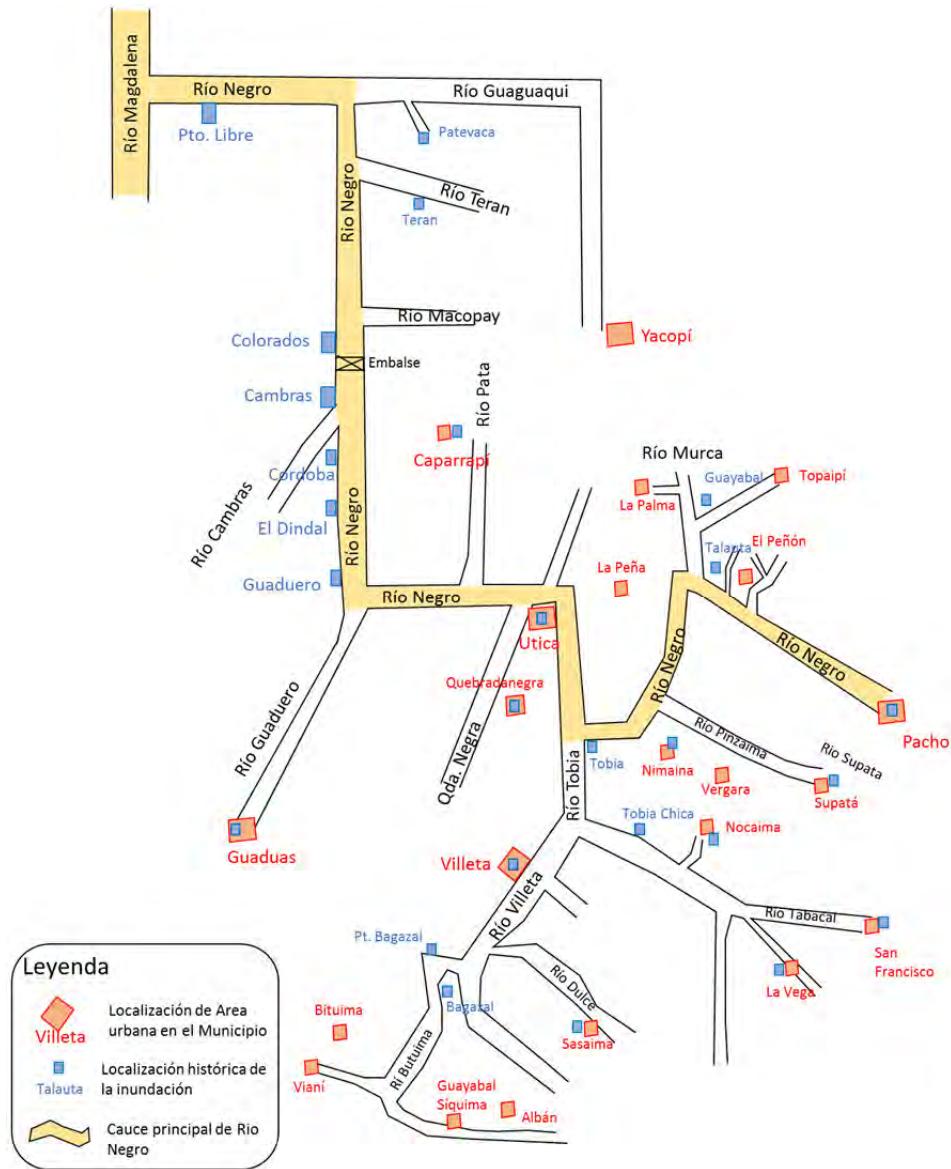 Río Magdalena
Río Negro
Río Guaguaqui
Pto. Libre
Patevaca
Río Negro
Río Teran
Teran
Río Macopay
Colorados
Yacopí
Embalse
Cambras
Río Pata
Caparrapí
Río Murca
Cordoba
Guayabal
Topaipí
La Palma
Río Cambras
El Dindal
Río Negro
El Peñón
Talauta
La Peña
Guaduero
Río Negro
Utica
Río Negro
Río Negro
Quebradanegra
Río Guaduero
Qda. Negra
Pacho
Río Pinzaima
Río Supata
Tobia
Nimaina
Río Tobia
Vergara
Supatá
Tobia Chica
Nocaima
Guaduas
Villeta
Río Villeta
Río Tabacal
Pt. Bagazal
San
Francisco
La Vega
Río Dulce
Bagazal
Bituima
Sasaima
Rí Butuima
Vianí
Guayabal
Síquima
Albán
Leyenda
Villeta
Localización de Area
urbana en el Municipio
Talauta
Localización histórica de
la inundación
Cauce principal de Rio
Negro